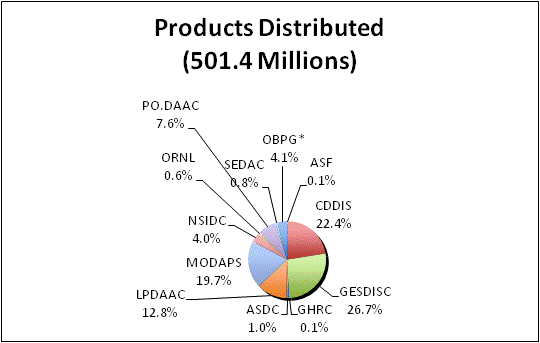 Products Distributed
(501.4 Millions)
PO.DAAC
7.6%
OBPG*
4.1%
ORNL
0.6%
SEDAC
0.8%
ASF
0.1%
CDDIS
22.4%
NSIDC
4.0%
MODAPS
19.7%
LPDAAC
12.8%
ASDC
1.0%
GHRC
0.1%
GESDISC
26.7%